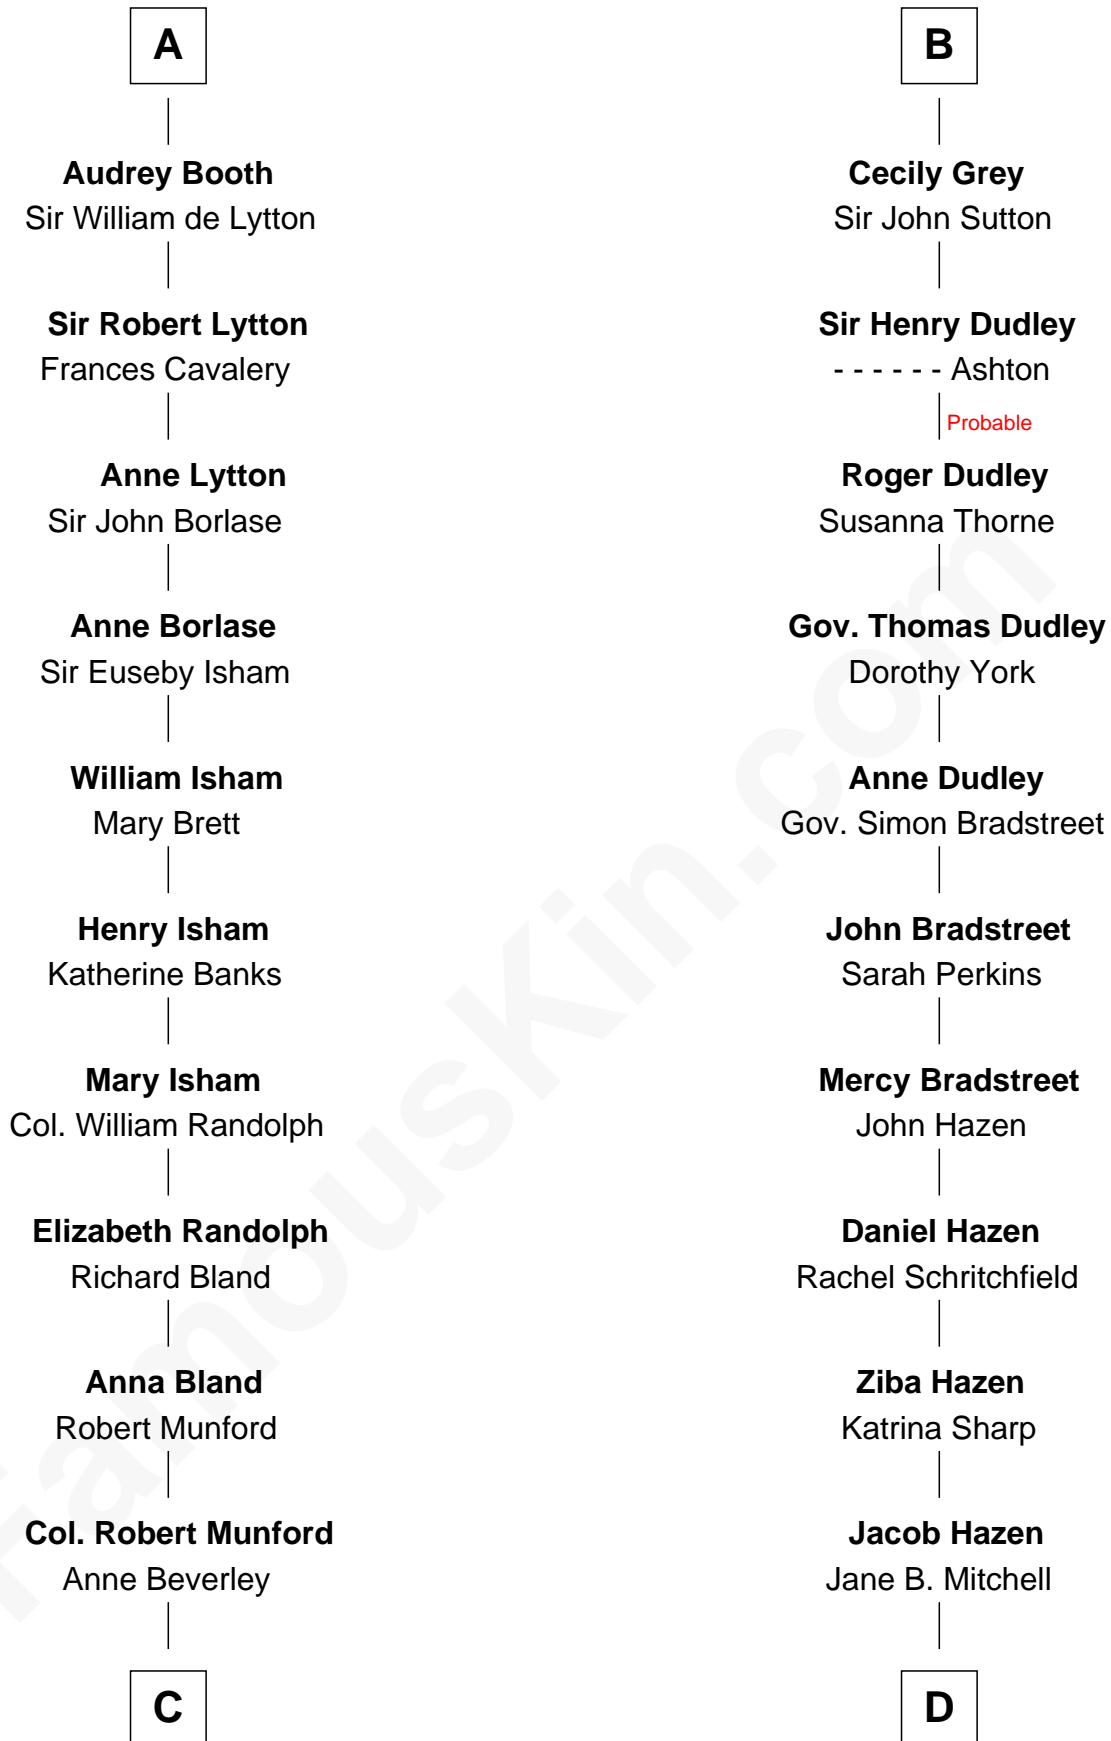 A
Audrey Booth
Sir William de Lytton
Sir Robert Lytton
Frances Cavalery
Anne Lytton
Sir John Borlase
Anne Borlase
Sir Euseby Isham
William Isham
Mary Brett
Henry Isham
Katherine Banks
Mary Isham
Col. William Randolph
Elizabeth Randolph
Richard Bland
Anna Bland
Robert Munford
Col. Robert Munford
Anne Beverley
C
B
Cecily Grey
Sir John Sutton
Sir Henry Dudley
- - - - - - Ashton
Probable
Roger Dudley
Susanna Thorne
Gov. Thomas Dudley
Dorothy York
Anne Dudley
Gov. Simon Bradstreet
John Bradstreet
Sarah Perkins
Mercy Bradstreet
John Hazen
Daniel Hazen
Rachel Schritchfield
Ziba Hazen
Katrina Sharp
Jacob Hazen
Jane B. Mitchell
D
FamousKin.com